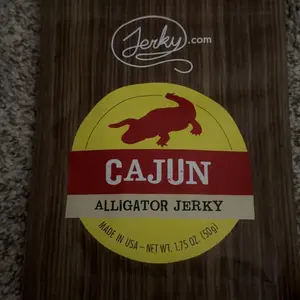 Jerky.com
CAJUN
ALLiGATOR JERKY
MADE IN USA – NET WT. 1.75 OZ. (50g)